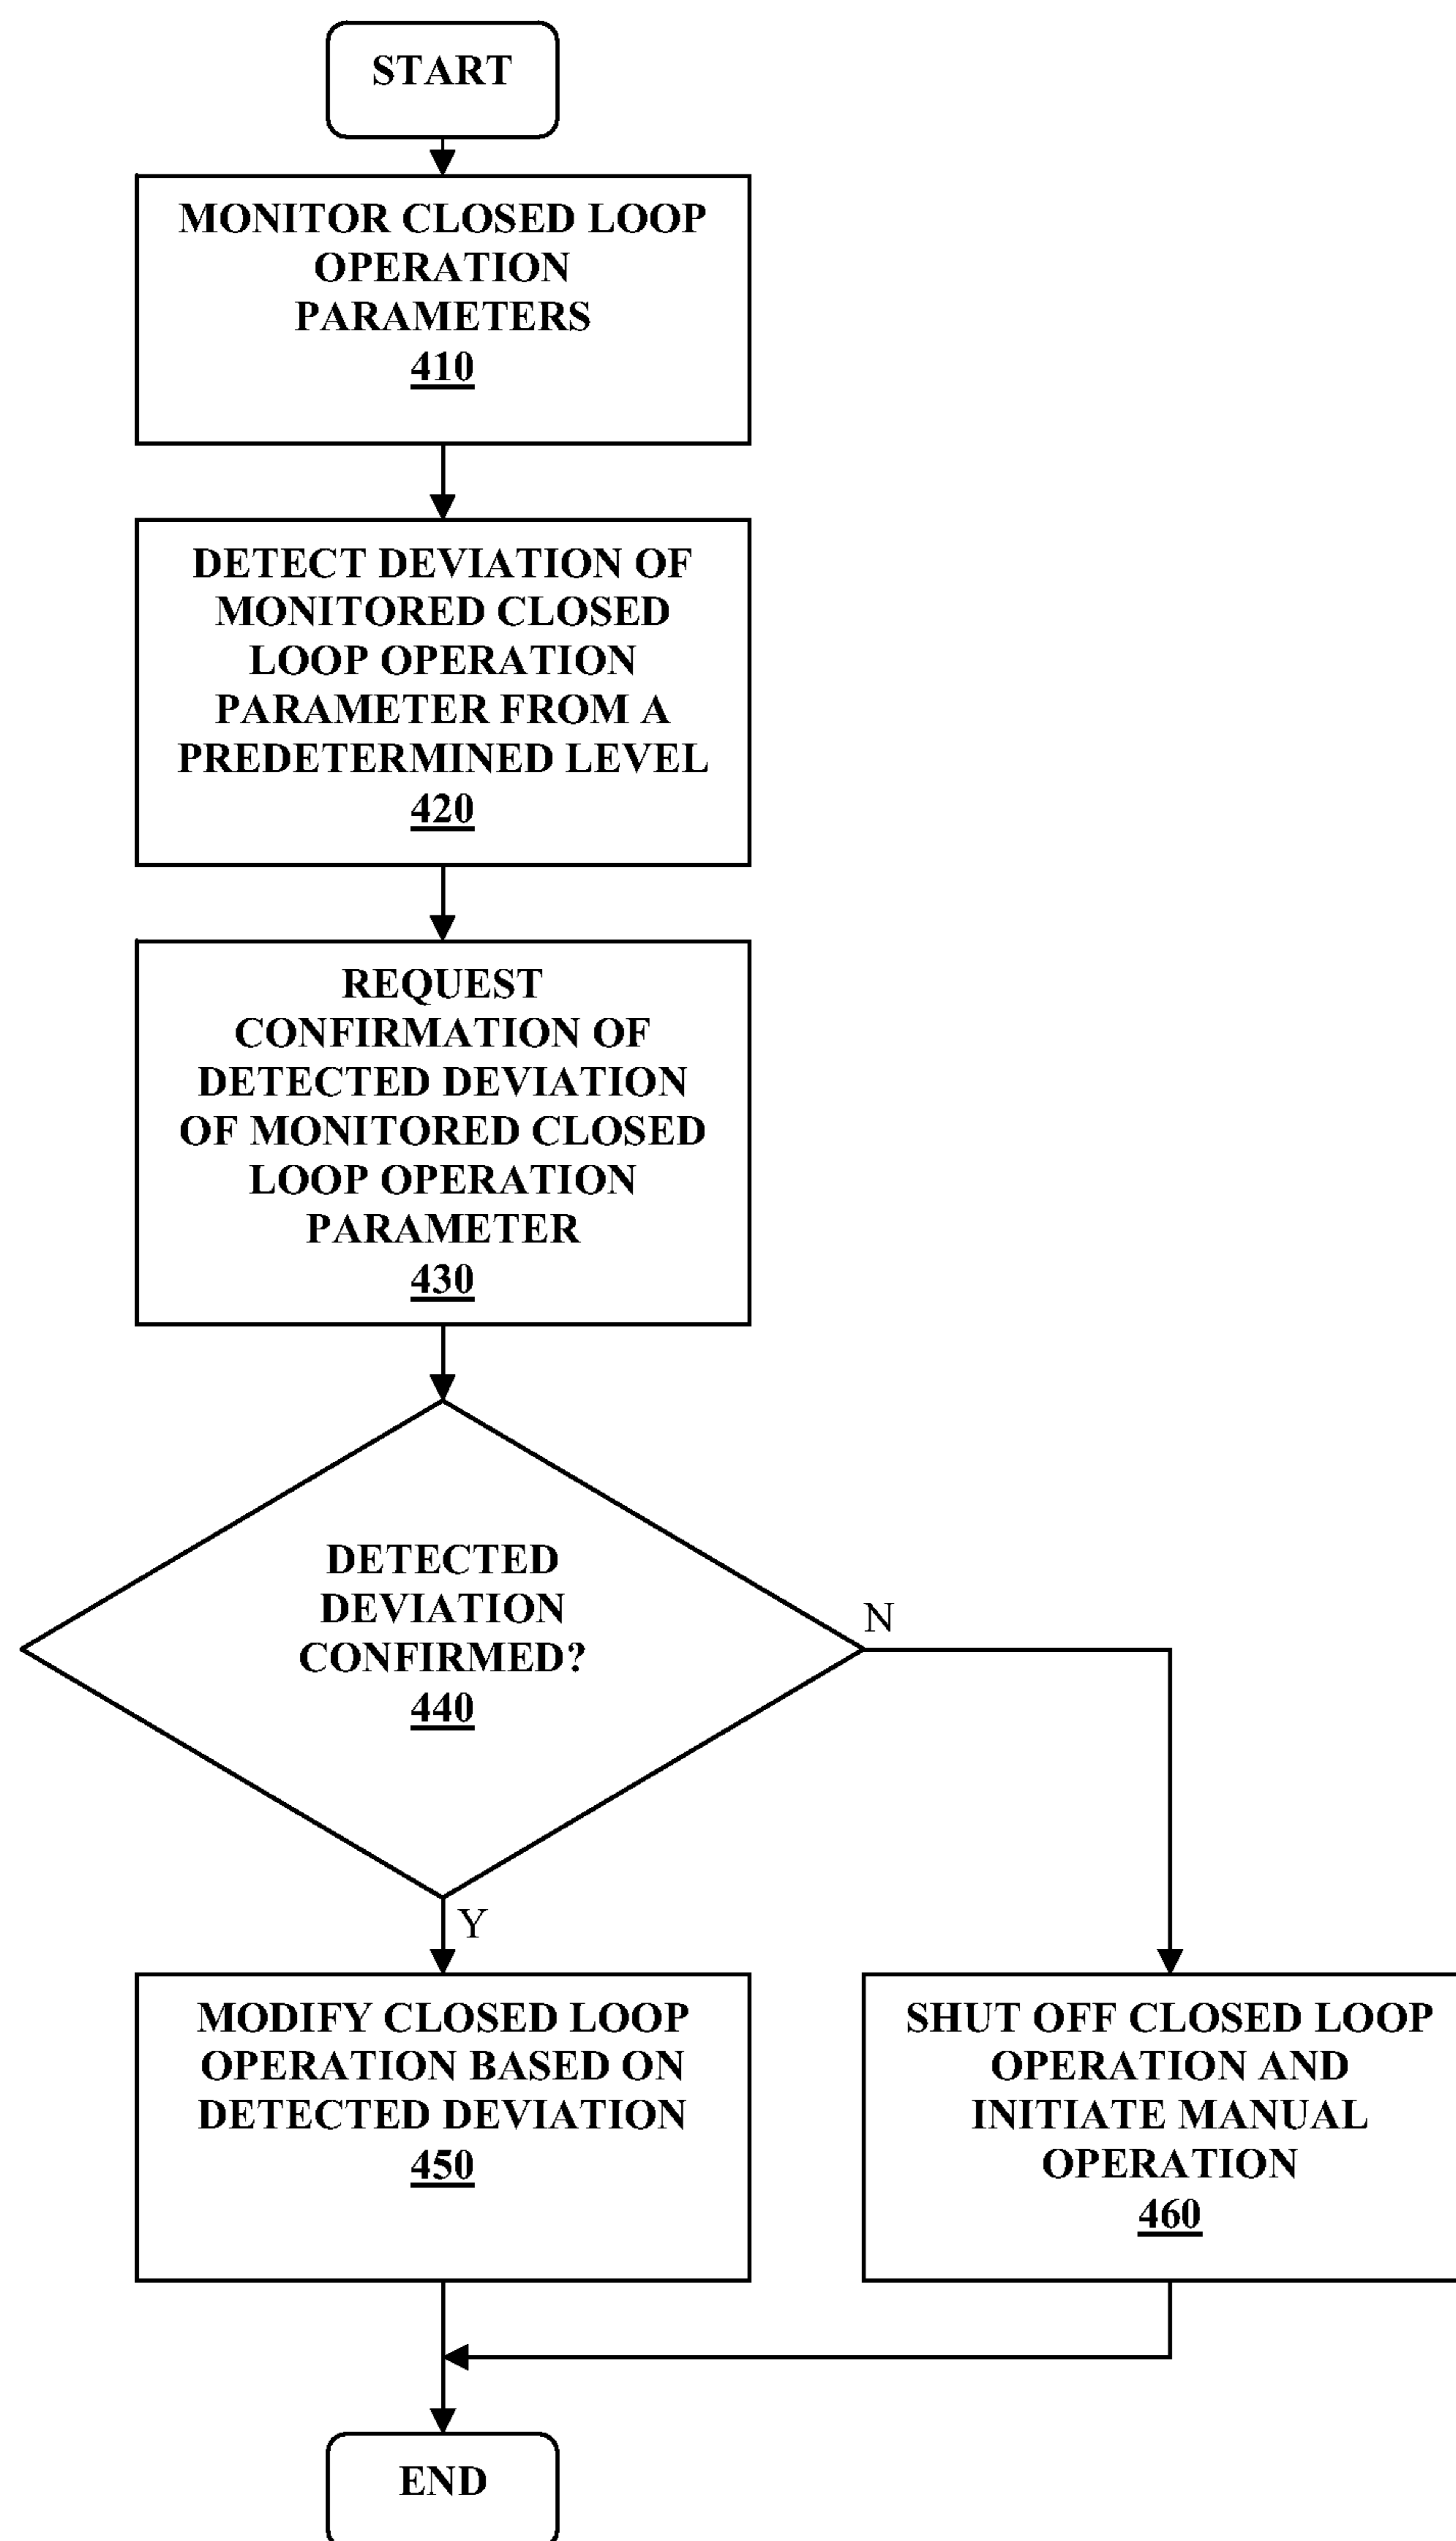 START
MONITOR CLOSED LOOP
OPERATION
PARAMETERS
410
DETECT DEVIATION OF
MONITORED CLOSED
LOOP OPERATION
PARAMETER FROM A
PREDETERMINED LEVEL
420
REQUEST
CONFIRMATION OF
DETECTED DEVIATION
OF MONITORED CLOSED
LOOP OPERATION
PARAMETER
430
DETECTED
DEVIATION
CONFIRMED?
440
N
Y
MODIFY CLOSED LOOP
OPERATION BASED ON
DETECTED DEVIATION
450
SHUT OFF CLOSED LOOP
OPERATION AND
INITIATE MANUAL
OPERATION
460
END